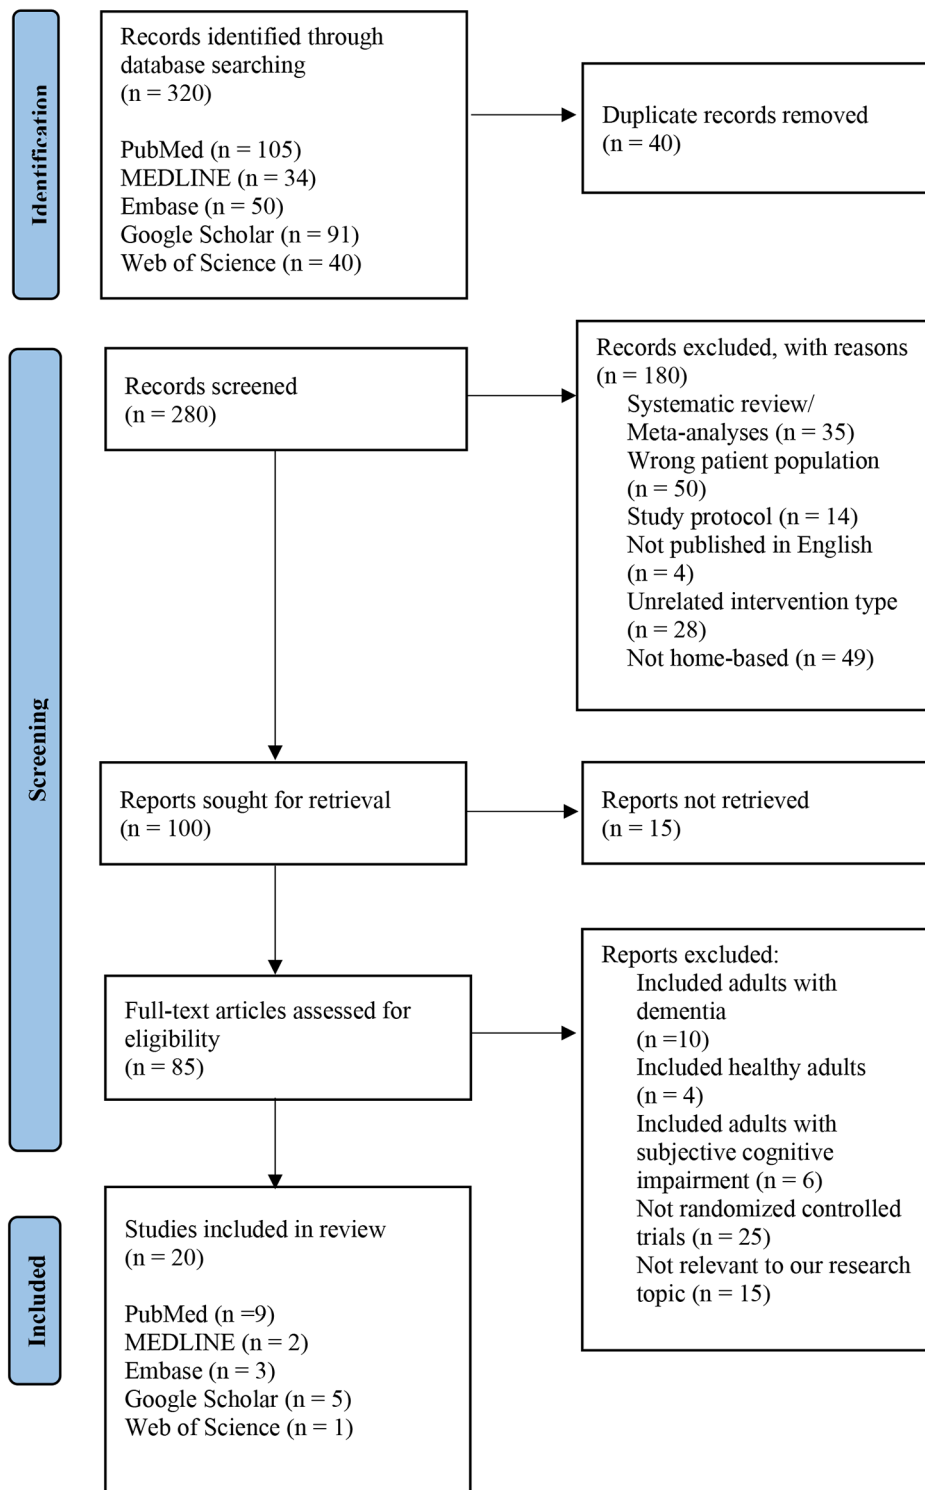 Identification
Records identified through
database searching
(n = 320)
PubMed (n = 105)
MEDLINE (n = 34)
Embase (n = 50)
Google Scholar (n = 91)
Web of Science (n = 40)
Duplicate records removed
(n = 40)
Screening
Records screened
(n = 280)
Records excluded, with reasons
(n = 180)
Systematic review/
Meta-analyses (n = 35)
Wrong patient population
(n = 50)
Study protocol (n = 14)
Not published in English
(n = 4)
Unrelated intervention type
(n = 28)
Not home-based (n = 49)
Reports sought for retrieval
(n = 100)
Reports not retrieved
(n = 15)
Full-text articles assessed for
eligibility
(n = 85)
Reports excluded:
Included adults with
dementia
(n =10)
Included healthy adults
(n = 4)
Included adults with
subjective cognitive
impairment (n = 6)
Not randomized controlled
trials (n = 25)
Not relevant to our research
topic (n = 15)
Included
Studies included in review
(n = 20)
PubMed (n =9)
MEDLINE (n = 2)
Embase (n = 3)
Google Scholar (n = 5)
Web of Science (n = 1)